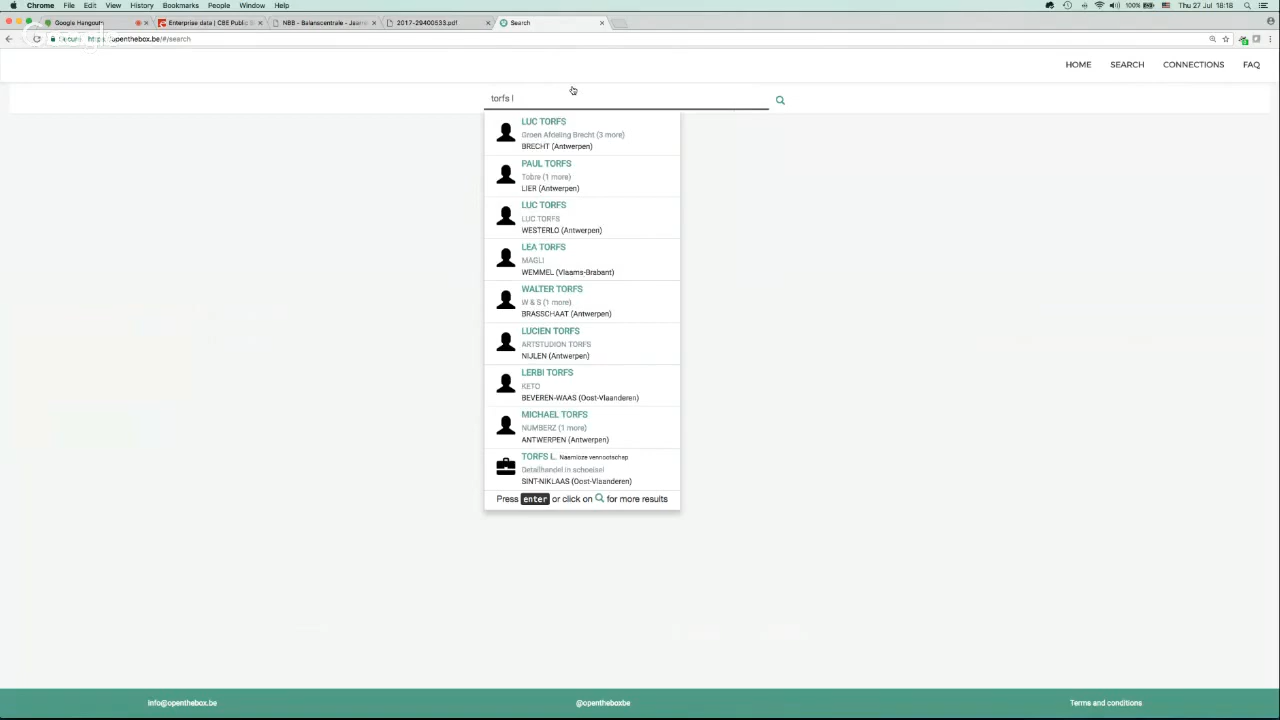 Chrome File Edit View History Bookmarks People Window Help
100% Thu 27 Jul 18:18
Google Hangouts
Enterprise data | CBE Public S
NBB - Balanscentrale - Jaarre
2017-29400533.pdf
Search
openthebox.be/#/search
HOME SEARCH CONNECTIONS FAQ
torfs l
LUC TORFS
Groen Afdeling Brecht (3 more)
BRECHT (Antwerpen)
PAUL TORFS
Tobre (1 more)
LIER (Antwerpen)
LUC TORFS
LUC TORFS
WESTERLO (Antwerpen)
LEA TORFS
MAGLI
WEMMEL (Vlaams-Brabant)
WALTER TORFS
W & S (1 more)
BRASSCHAAT (Antwerpen)
LUCIEN TORFS
ARTSTUDION TORFS
NIJLEN (Antwerpen)
LERBI TORFS
KETO
BEVEREN-WAAS (Oost-Vlaanderen)
MICHAEL TORFS
NUMBERZ (1 more)
ANTWERPEN (Antwerpen)
TORFS L. Naamloze vennootschap
Detailhandel in schoeisel
SINT-NIKLAAS (Oost-Vlaanderen)
Press enter or click on for more results
info@openthebox.be @opentheboxbe Terms and conditions